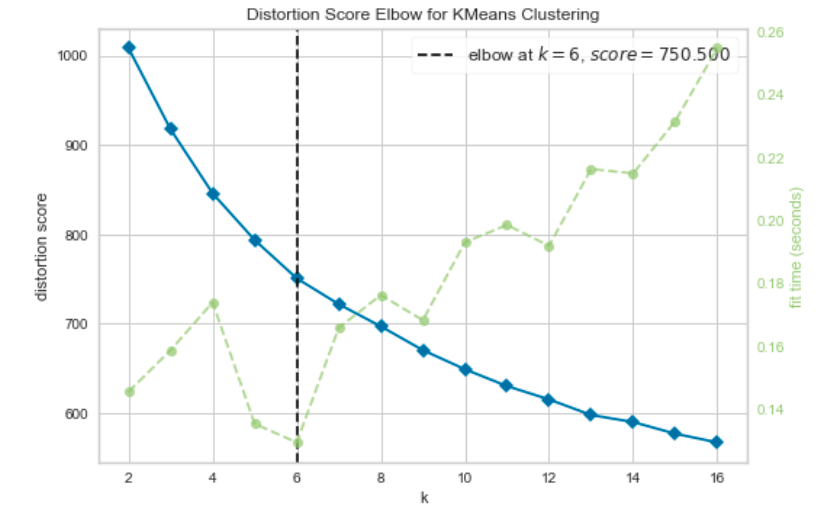 Distortion Score Elbow for KMeans Clustering
elbow at k = 6, score = 750.500
1000
900
800
700
600
distortion score
0.26
0.24
0.22
0.20
0.18
0.16
0.14
fit time (seconds)
2 4 6 8 10 12 14 16
k